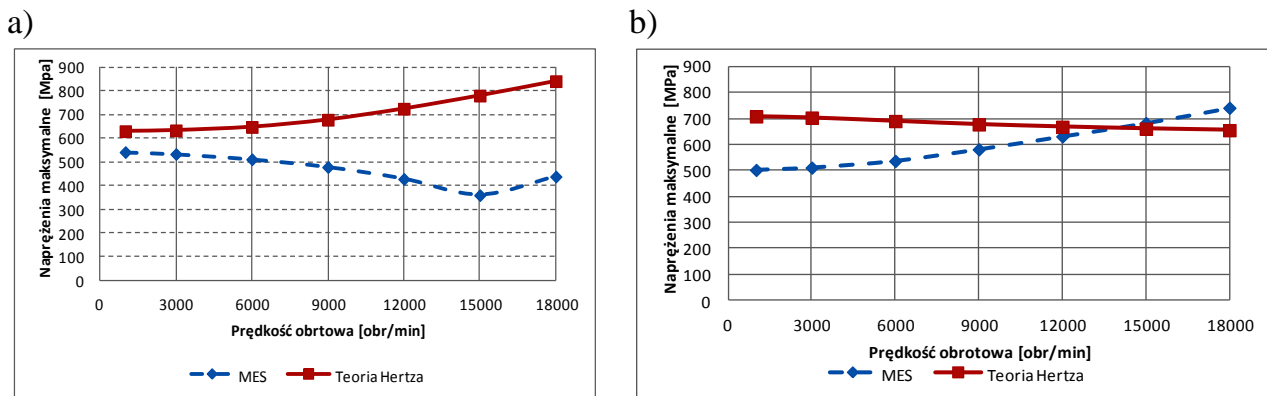 a)
Naprężenia maksymalne [Mpa]
900
800
700
600
500
400
300
200
100
0
0 3000 6000 9000 12000 15000 18000
Prędkość obrtowa [obr/min]
MES Teoria Hertza
b)
Naprężenia maksymalne [MPa]
900
800
700
600
500
400
300
200
100
0
0 3000 6000 9000 12000 15000 18000
Prędkość obrotowa [obr/min]
MES Teoria Hertza